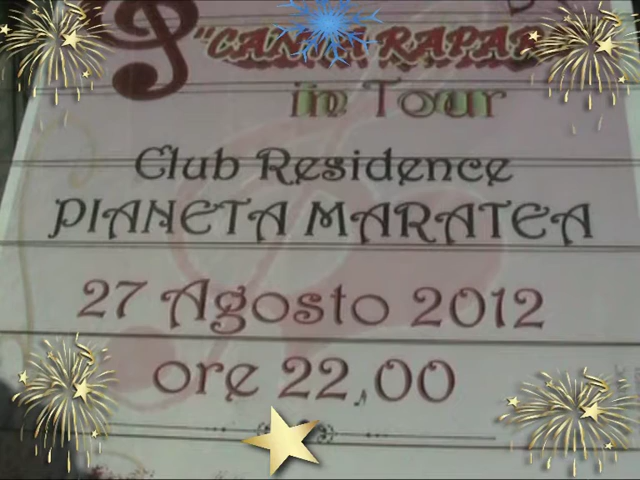 in Tour
Club Residence
PIANETA MARATEA
27 Agosto 2012
ore 22,00